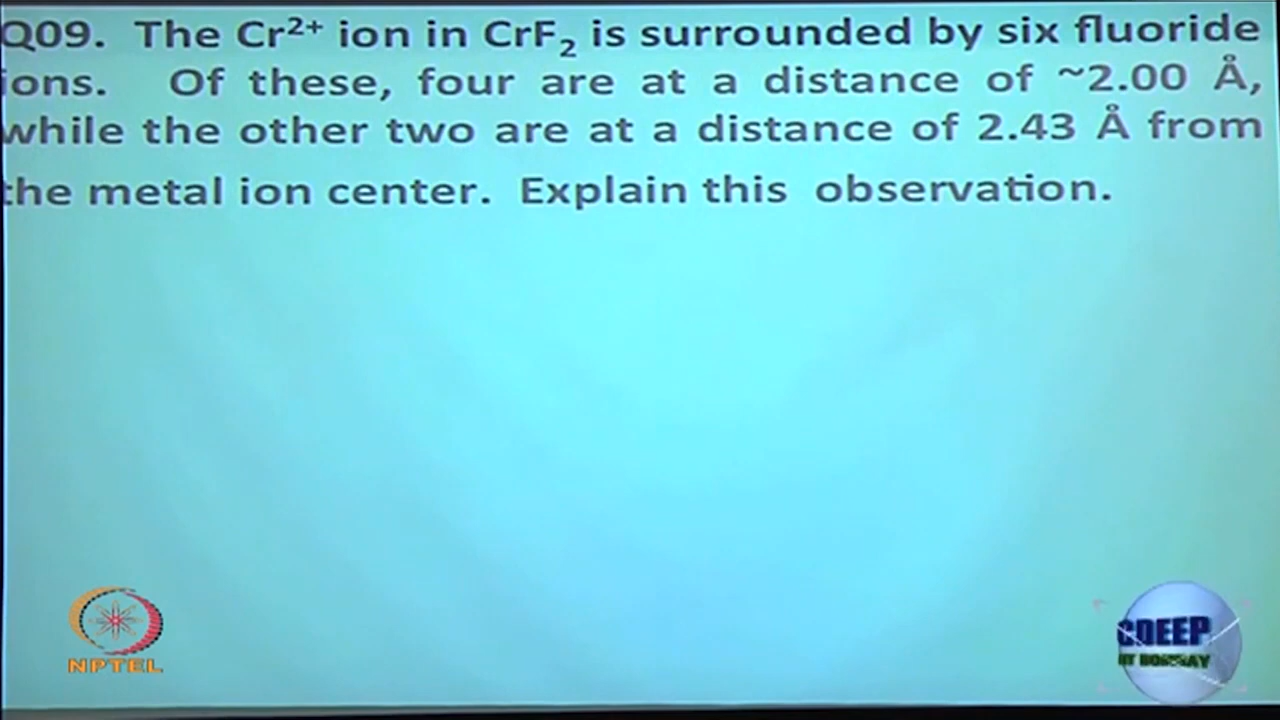 Q09. The Cr²⁺ ion in CrF₂ is surrounded by six fluoride
ions. Of these, four are at a distance of ~2.00 Å,
while the other two are at a distance of 2.43 Å from
the metal ion center. Explain this observation.
NPTEL
CDEEP
IIT BOMBAY